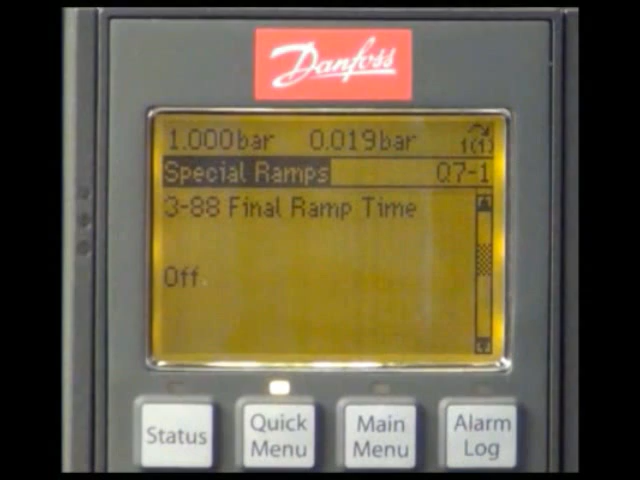 Danfoss
1.000bar 0.019bar 1(1)
Special Ramps Q7-1
3-88 Final Ramp Time
Off
Status
Quick Menu
Main Menu
Alarm Log